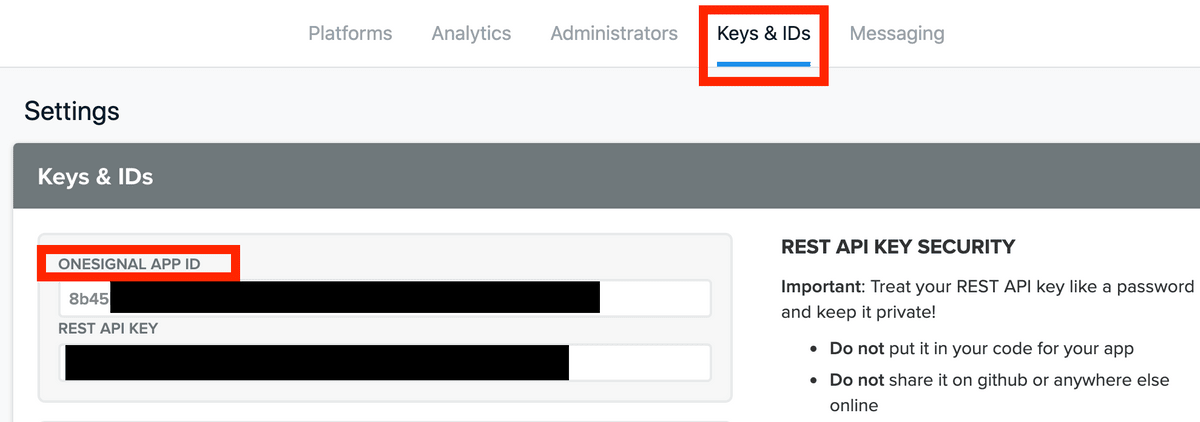 Platforms Analytics Administrators Keys & IDs Messaging
Settings
Keys & IDs
ONESIGNAL APP ID
8b45
REST API KEY
REST API KEY SECURITY
Important: Treat your REST API key like a password
and keep it private!
• Do not put it in your code for your app
• Do not share it on github or anywhere else
online